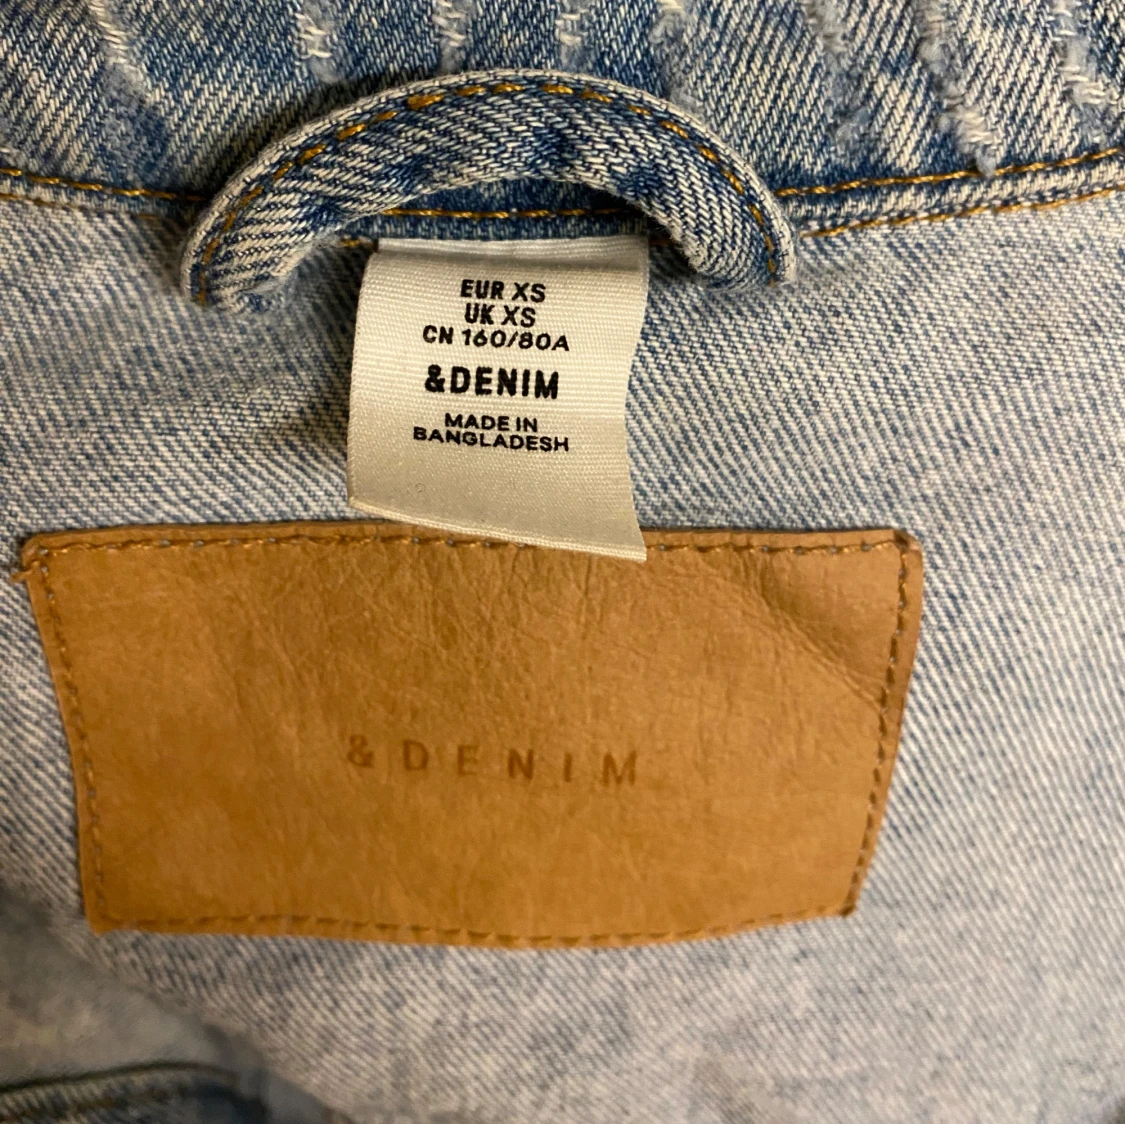 EUR XS
UK XS
CN 160/80A
&DENIM
MADE IN
BANGLADESH
&DENIM